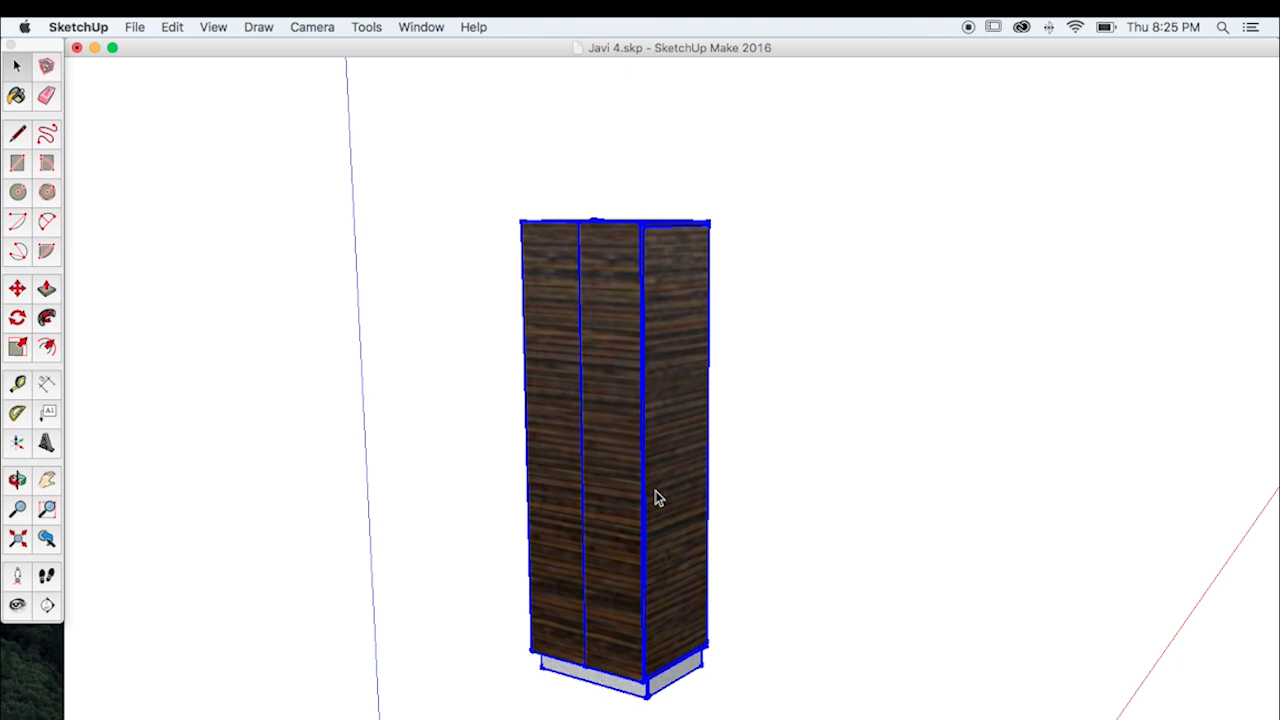 SketchUp File Edit View Draw Camera Tools Window Help Thu 8:25 PM
Javi 4.skp - SketchUp Make 2016
A1